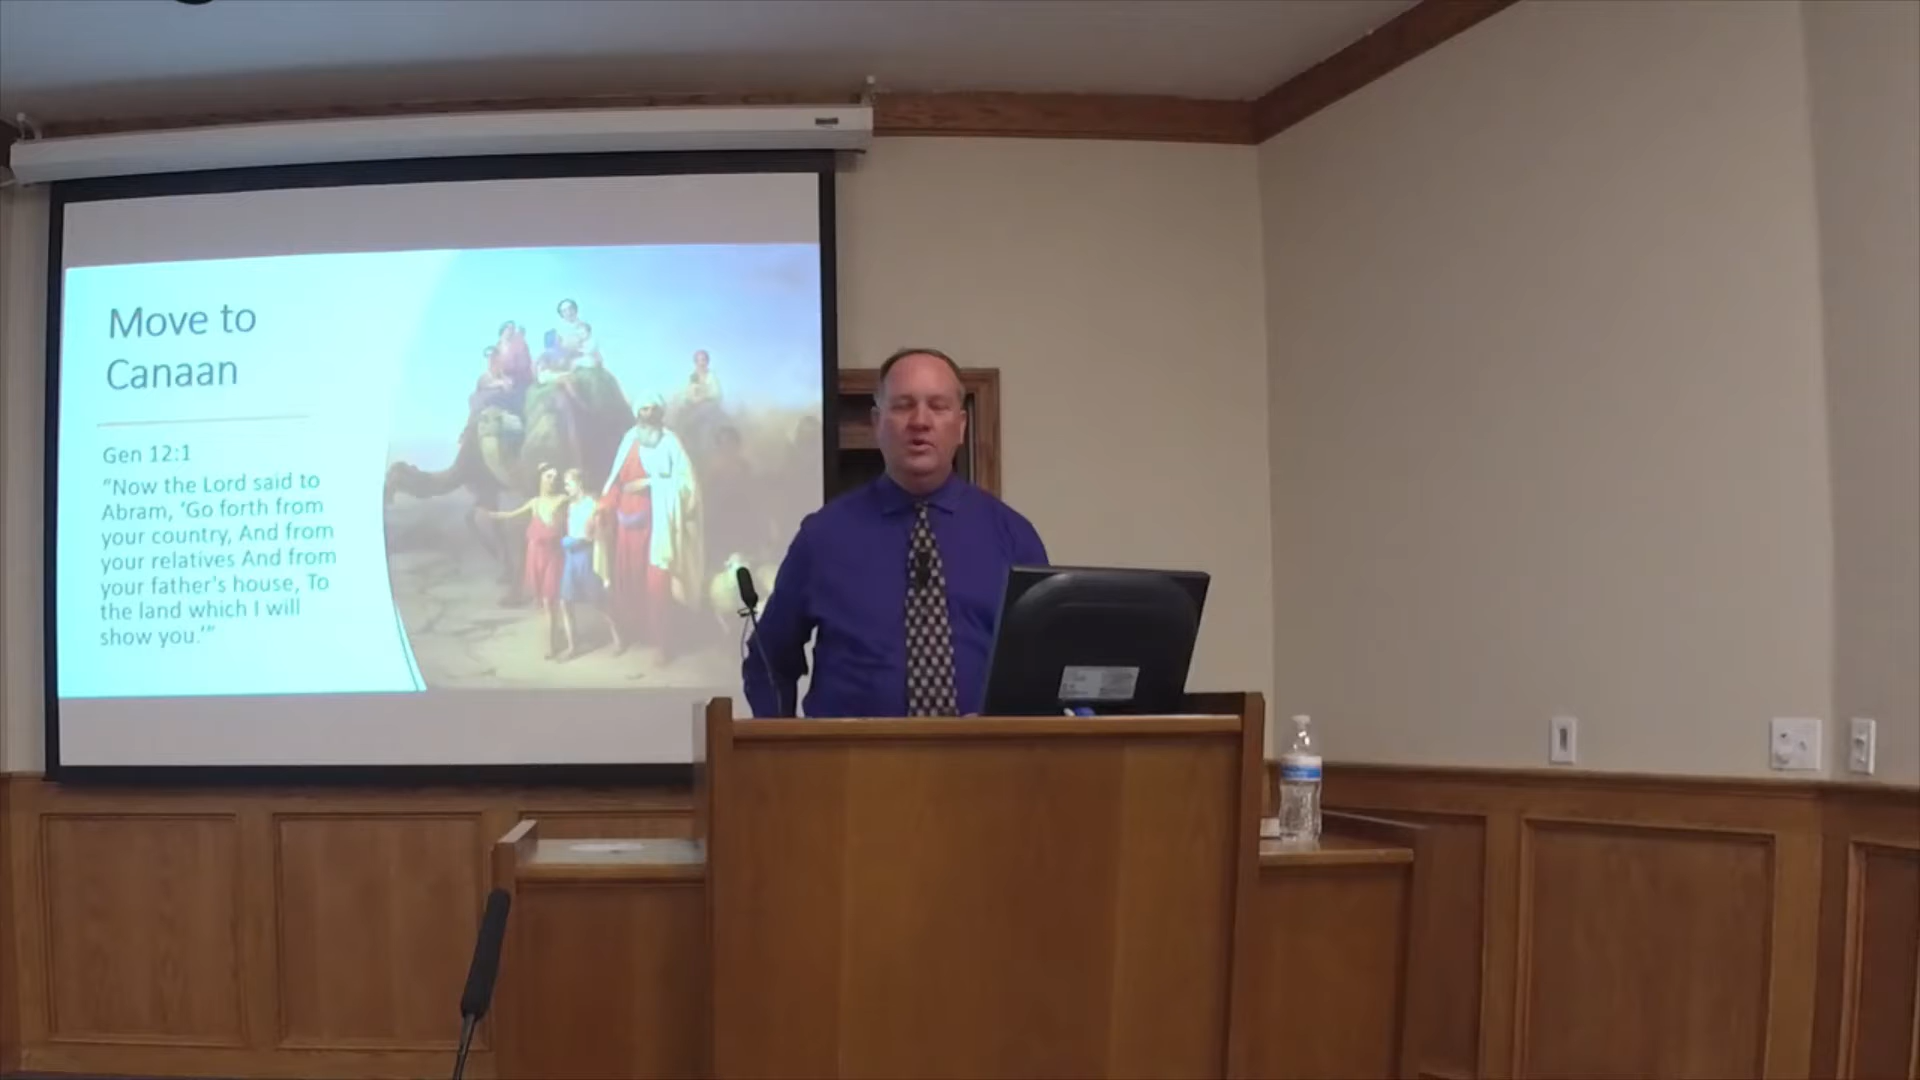 Move to
Canaan
Gen 12:1
“Now the Lord said to
Abram, ‘Go forth from
your country, And from
your relatives And from
your father's house, To
the land which I will
show you.’”